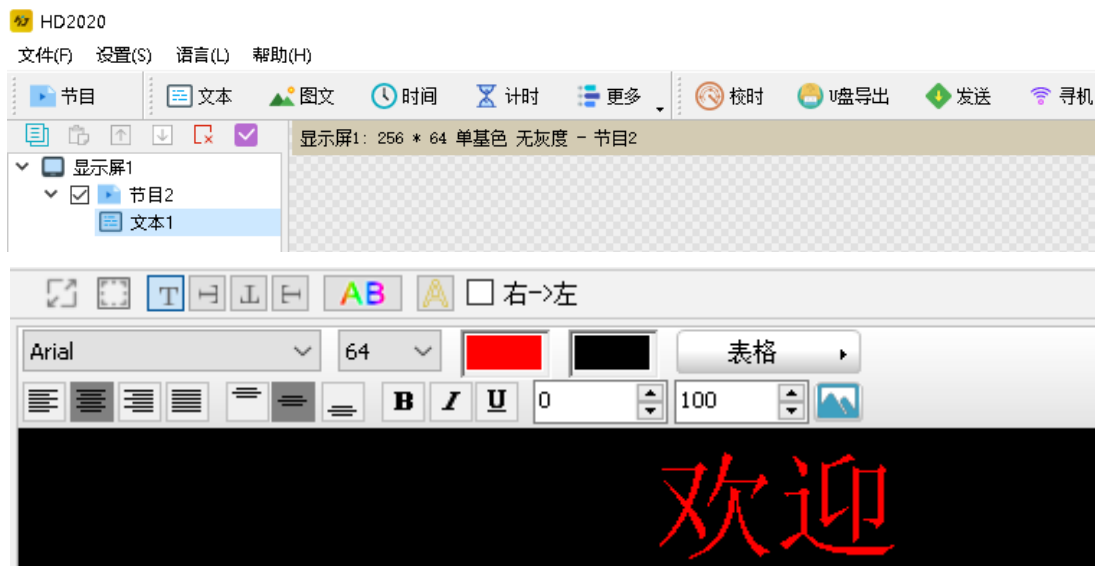 HD2020
文件(F) 设置(S) 语言(L) 帮助(H)
节目 文本 图文 时间 计时 更多 校时 U盘导出 发送 寻机
显示屏1: 256 * 64 单基色 无灰度 - 节目2
显示屏1
节目2
文本1
T AB A 右->左
Arial 64 表格
B I U 0 100
欢迎